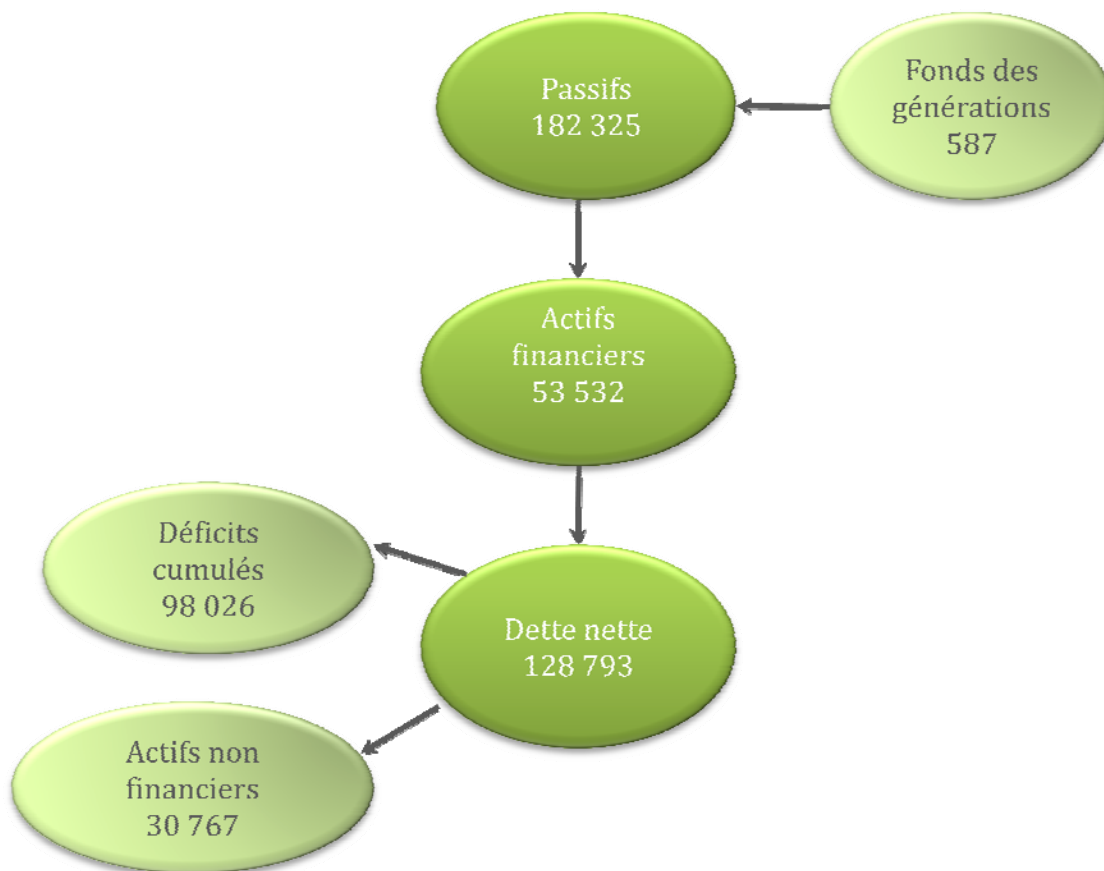 Passifs
182 325
Fonds des
générations
587
Actifs
financiers
53 532
Déficits
cumulés
98 026
Dette nette
128 793
Actifs non
financiers
30 767